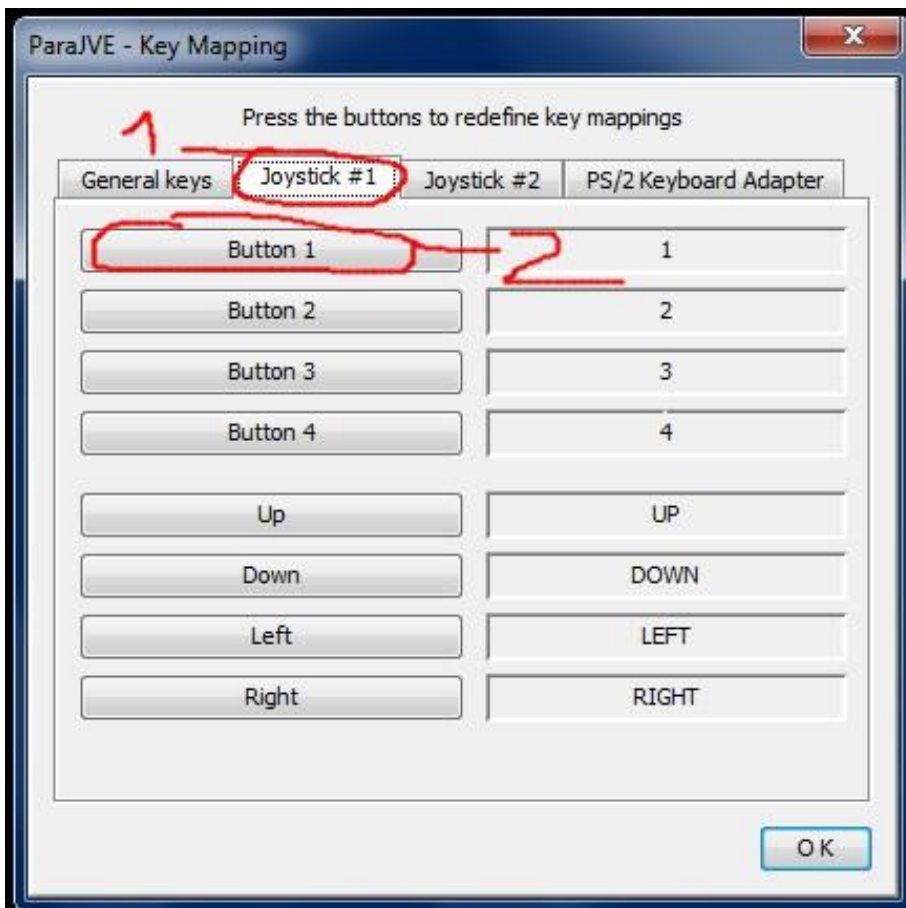 ParaJVE - Key Mapping
Press the buttons to redefine key mappings
1
General keys Joystick #1 Joystick #2 PS/2 Keyboard Adapter
Button 1 2 1
Button 2 2
Button 3 3
Button 4 4
Up UP
Down DOWN
Left LEFT
Right RIGHT
OK